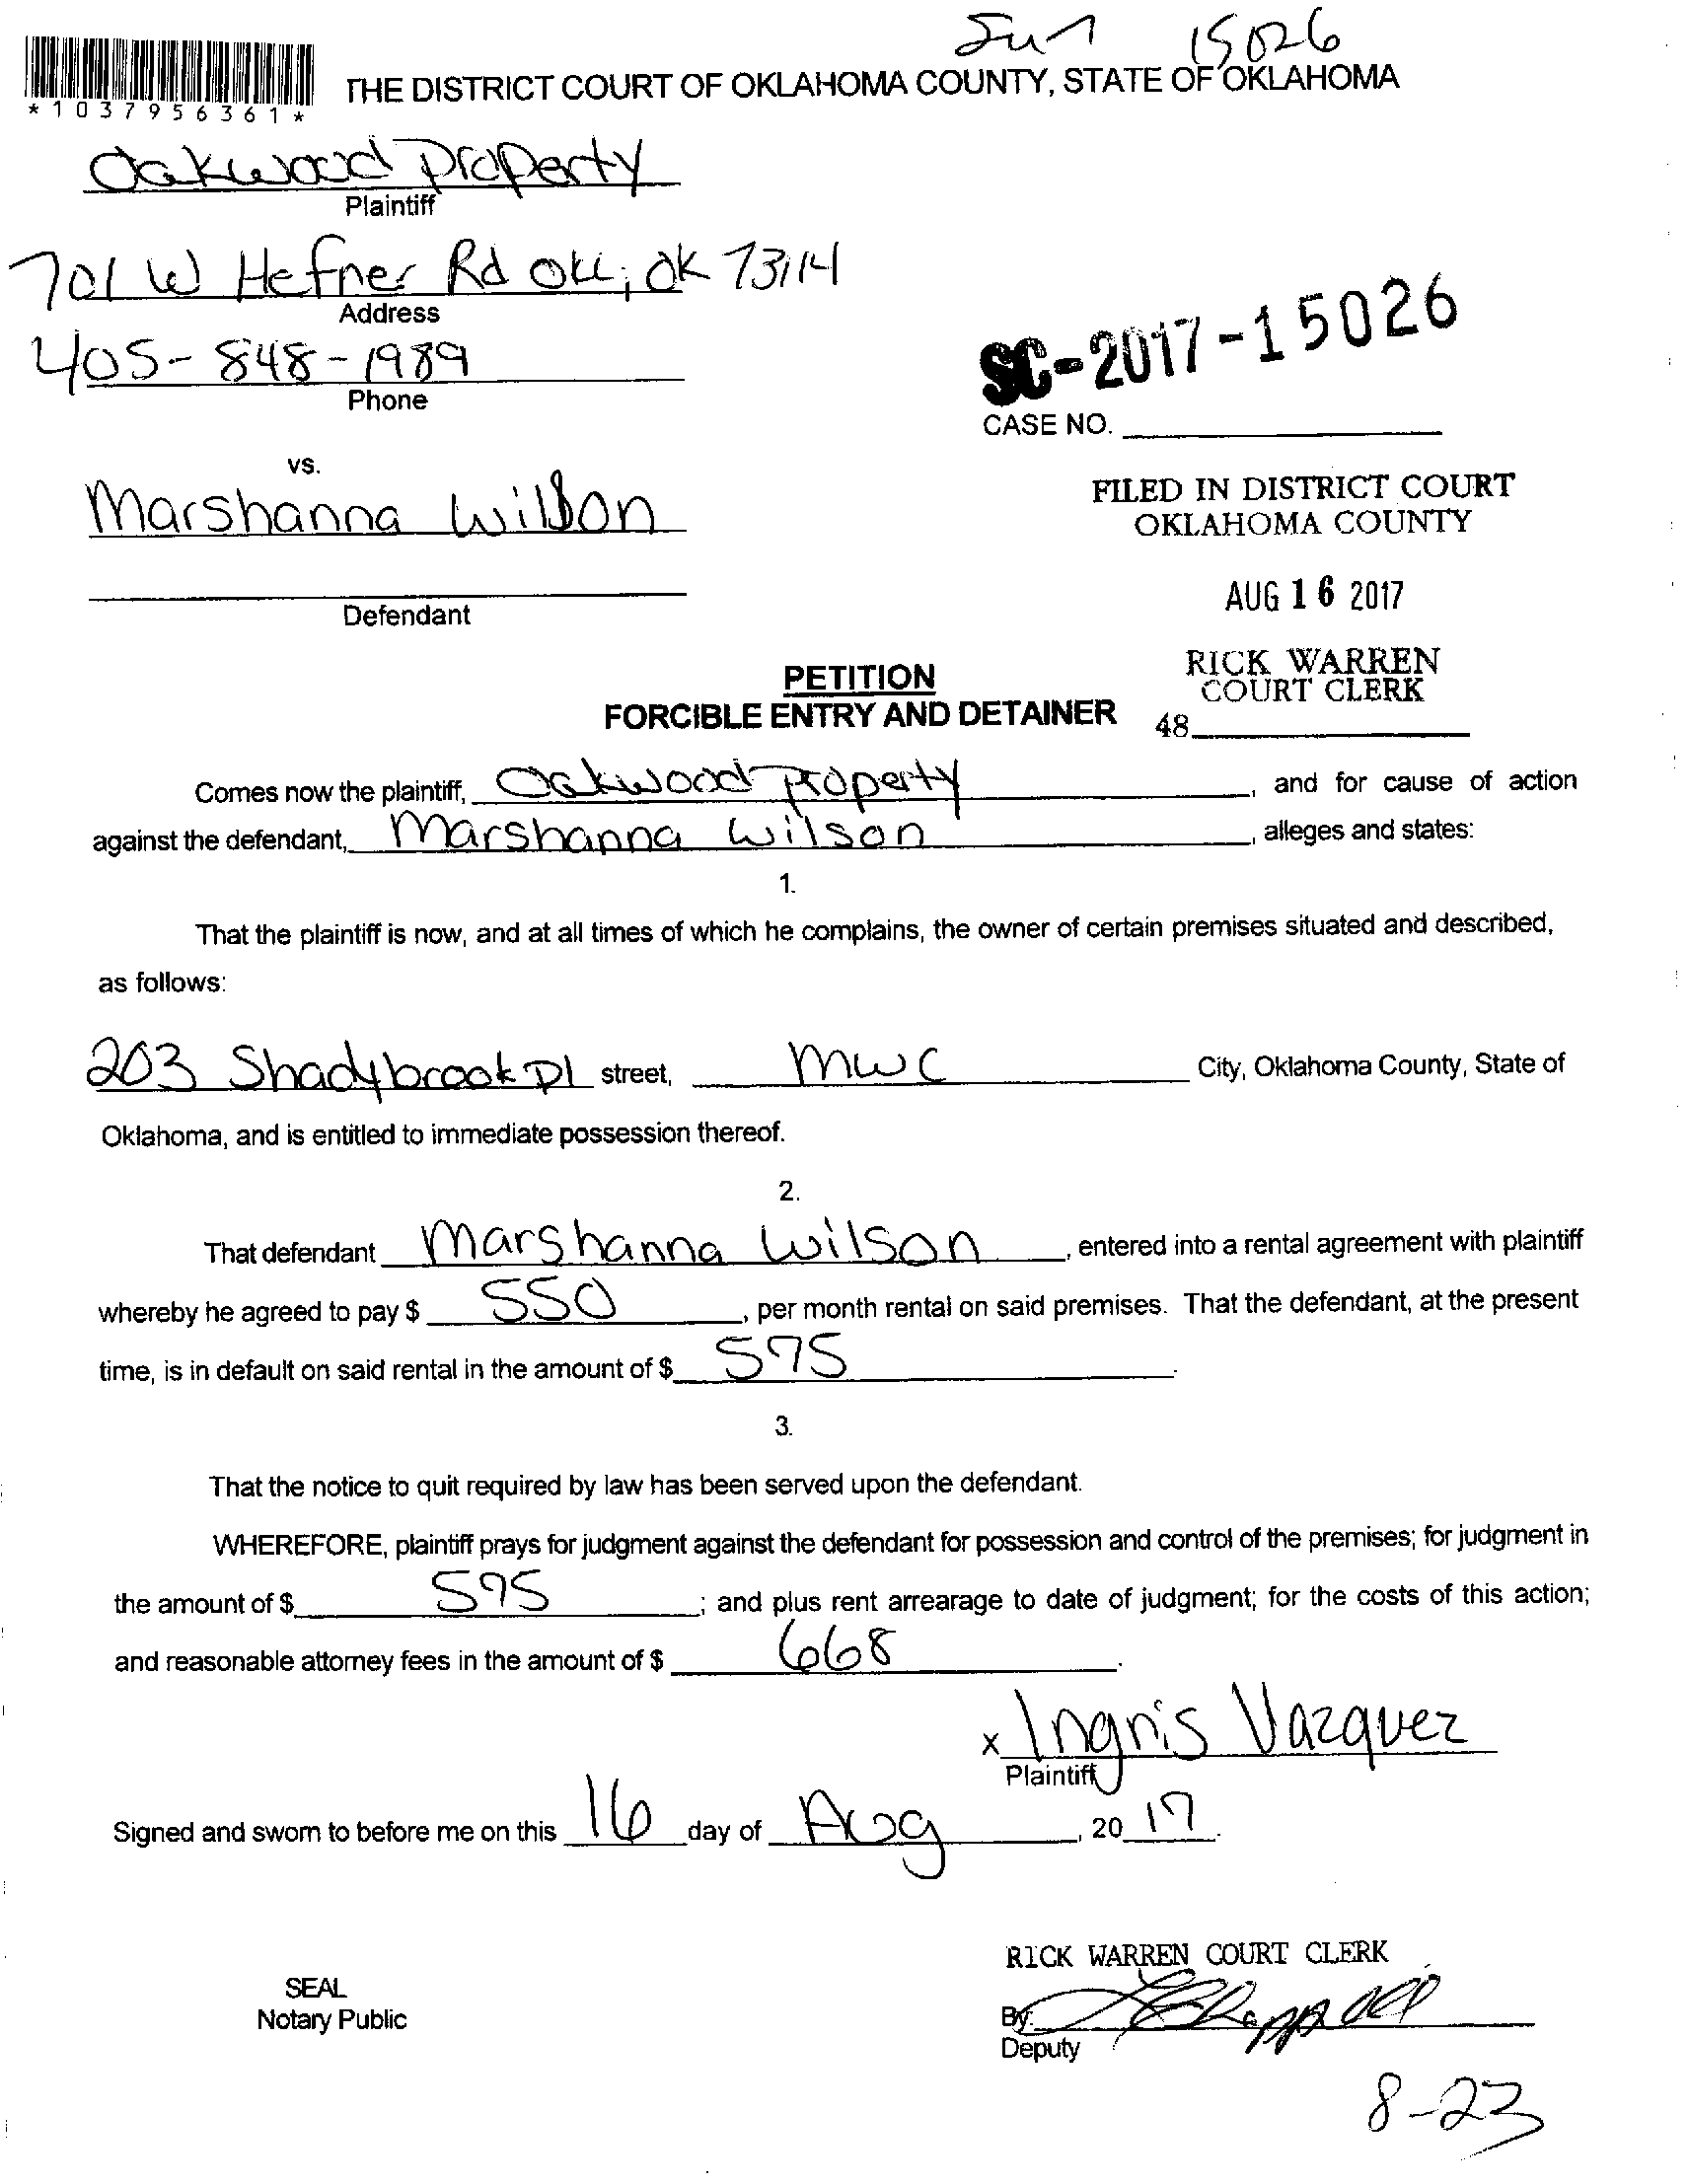 15026
*1037956361*
THE DISTRICT COURT OF OKLAHOMA COUNTY, STATE OF OKLAHOMA
Oakwood Property
Plaintiff
701 W Hefner Rd OKC, OK 73114
Address
405-848-1989
Phone
SC-2017-15026
CASE NO.
vs.
Marshanna Wilson
FILED IN DISTRICT COURT
OKLAHOMA COUNTY
Defendant
AUG 16 2017
PETITION
FORCIBLE ENTRY AND DETAINER
RICK WARREN
COURT CLERK
48
Comes now the plaintiff, Oakwood Property, and for cause of action
against the defendant, Marshanna Wilson, alleges and states:
1.
That the plaintiff is now, and at all times of which he complains, the owner of certain premises situated and described,
as follows:
203 Shadybrook Pl street, MWC City, Oklahoma County, State of
Oklahoma, and is entitled to immediate possession thereof.
2.
That defendant Marshanna Wilson, entered into a rental agreement with plaintiff
whereby he agreed to pay $ 550, per month rental on said premises. That the defendant, at the present
time, is in default on said rental in the amount of $ 595.
3.
That the notice to quit required by law has been served upon the defendant.
WHEREFORE, plaintiff prays for judgment against the defendant for possession and control of the premises; for judgment in
the amount of $ 595; and plus rent arrearage to date of judgment; for the costs of this action;
and reasonable attorney fees in the amount of $ 668.
x Ingris Vazquez
Plaintiff
Signed and sworn to before me on this 16 day of Aug, 20 17.
RICK WARREN COURT CLERK
SEAL
Notary Public
By:
Deputy
8-23